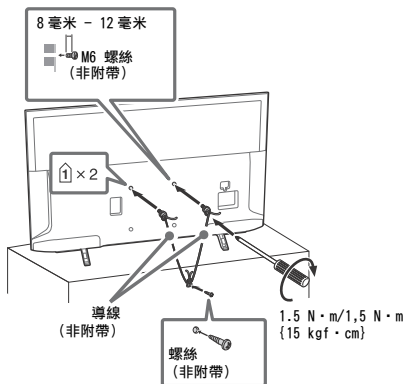 8 毫米 - 12 毫米
M6 螺絲
(非附帶)
1 × 2
導線
(非附帶)
螺絲
(非附帶)
1.5 N·m/1,5 N·m
{15 kgf·cm}